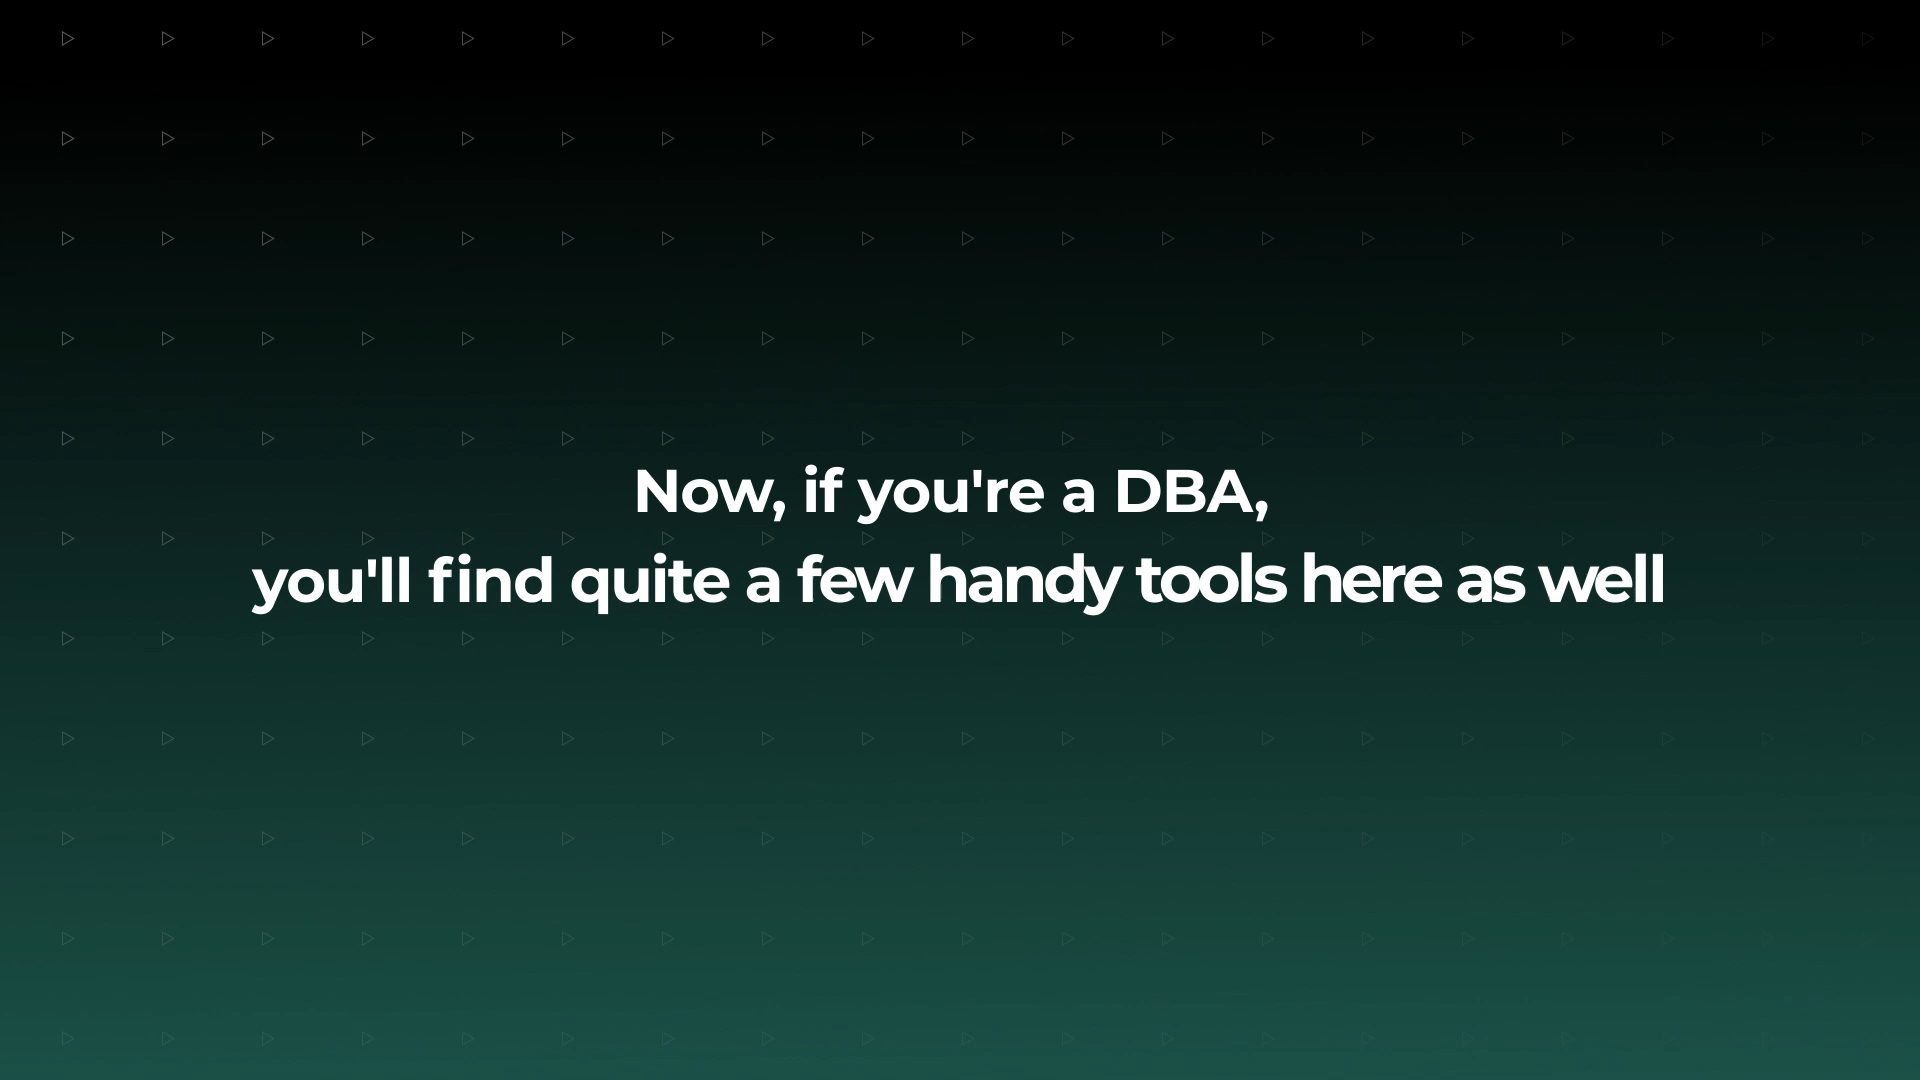 Now, if you're a DBA,
you'll find quite a few handy tools here as well